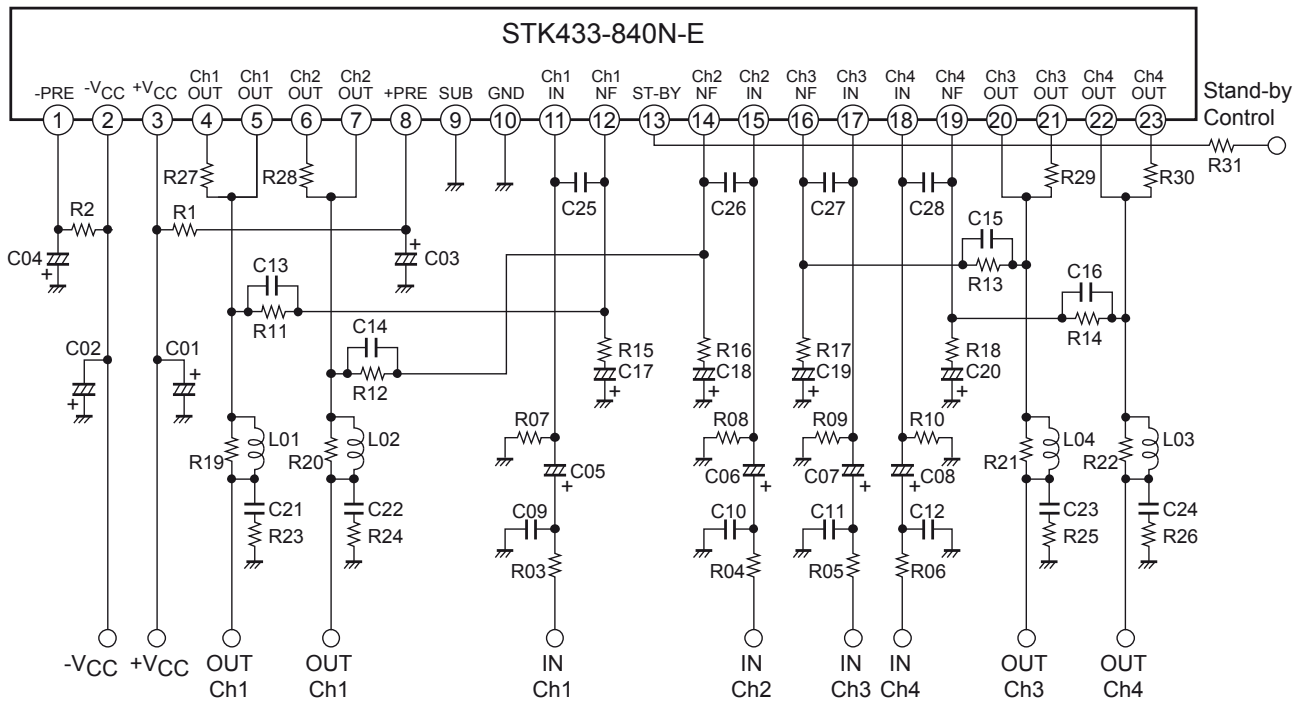 STK433-840N-E
-PRE -VCC +VCC Ch1 OUT Ch1 OUT Ch2 OUT Ch2 OUT +PRE SUB GND Ch1 IN Ch1 NF ST-BY Ch2 NF Ch2 IN Ch3 NF Ch3 IN Ch4 IN Ch4 NF Ch3 OUT Ch3 OUT Ch4 OUT Ch4 OUT
Stand-by
Control
1 2 3 4 5 6 7 8 9 10 11 12 13 14 15 16 17 18 19 20 21 22 23
R31
R27 R28 R29 R30
C25 C26 C27 C28
R2 R1 C15
C04 + + C03
C13 R13 C16
R11 C14 R14
C02 C01 R15 R16 R17 R18
+ + R12 C17 C18 C19 C20
+ + + +
R07 R08 R09 R10
R19 L01 R20 L02 R21 L04 R22 L03
C05 C06 C07 C08
+ + + +
C21 C22 C09 C10 C11 C12 C23 C24
R23 R24 R25 R26
R03 R04 R05 R06
-VCC +VCC OUT OUT IN IN IN IN OUT OUT
Ch1 Ch1 Ch1 Ch2 Ch3 Ch4 Ch3 Ch4